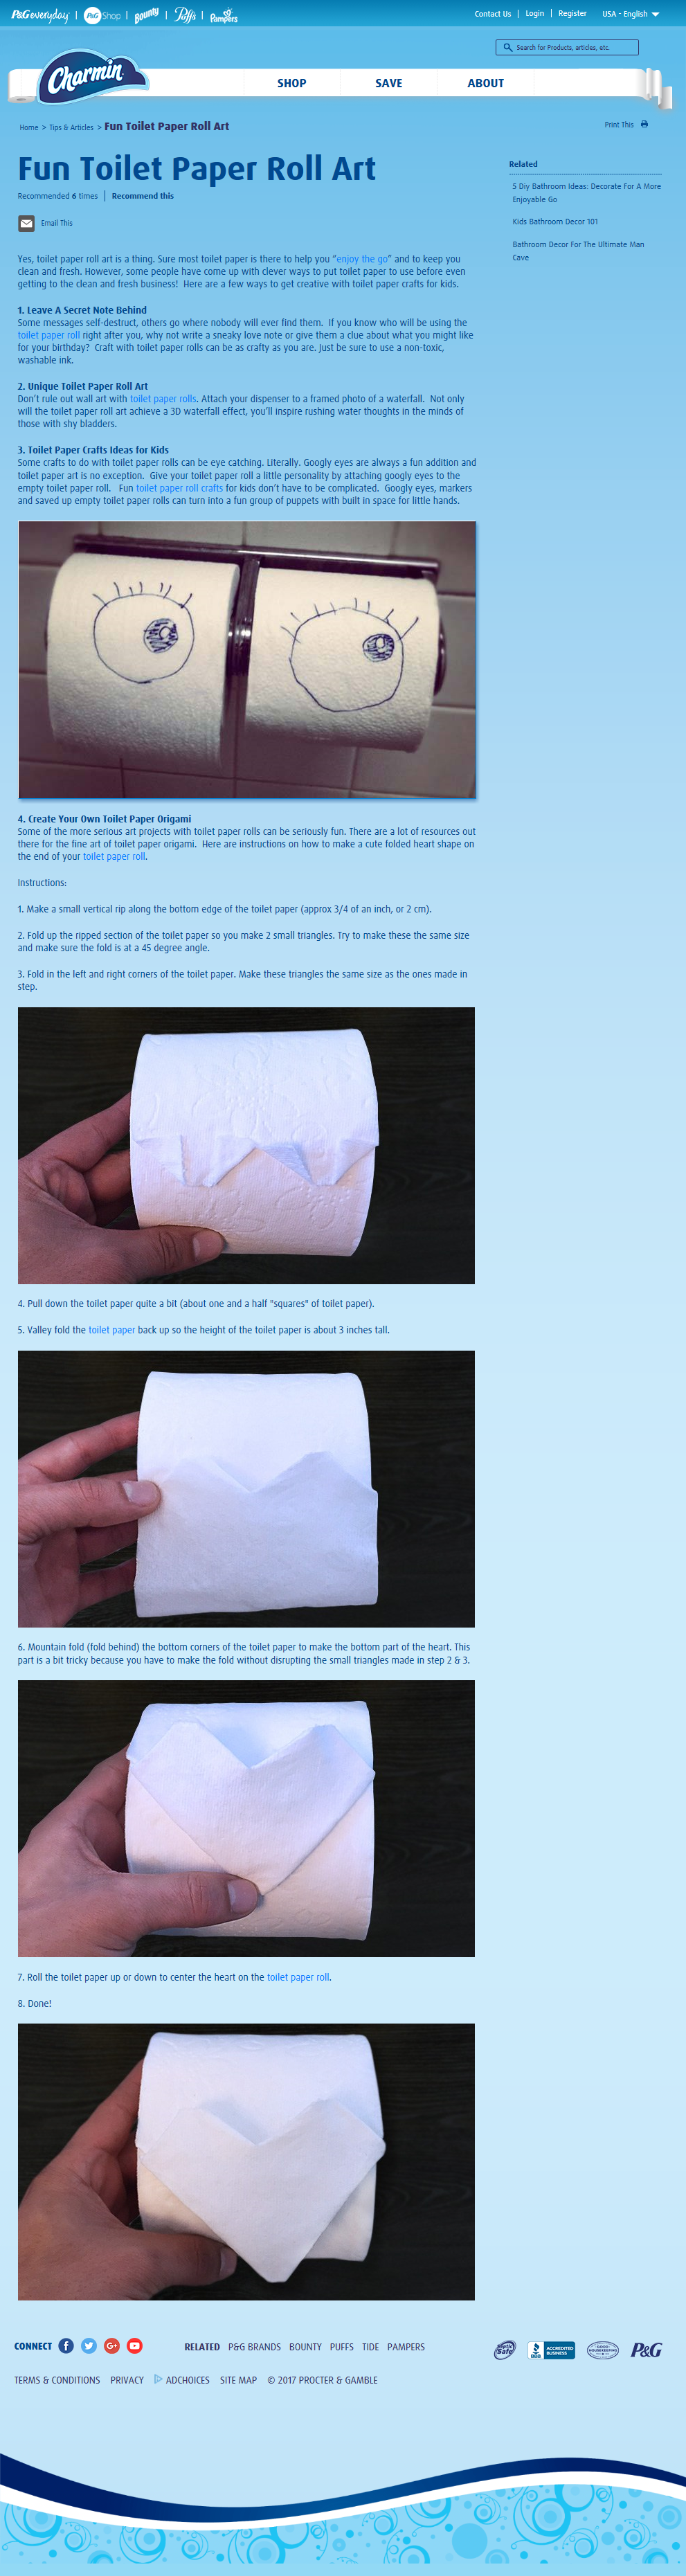 P&G everyday | P&G Shop | Bounty | Puffs | Pampers
Contact Us | Login | Register USA - English
Search for Products, articles, etc.
Charmin
SHOP SAVE ABOUT
Home > Tips & Articles > Fun Toilet Paper Roll Art
Print This
Fun Toilet Paper Roll Art
Recommended 6 times | Recommend this
Email This
Related
5 Diy Bathroom Ideas: Decorate For A More
Enjoyable Go
Kids Bathroom Decor 101
Bathroom Decor For The Ultimate Man
Cave
Yes, toilet paper roll art is a thing. Sure most toilet paper is there to help you “enjoy the go” and to keep you
clean and fresh. However, some people have come up with clever ways to put toilet paper to use before even
getting to the clean and fresh business! Here are a few ways to get creative with toilet paper crafts for kids.
1. Leave A Secret Note Behind
Some messages self-destruct, others go where nobody will ever find them. If you know who will be using the
toilet paper roll right after you, why not write a sneaky love note or give them a clue about what you might like
for your birthday? Craft with toilet paper rolls can be as crafty as you are. Just be sure to use a non-toxic,
washable ink.
2. Unique Toilet Paper Roll Art
Don’t rule out wall art with toilet paper rolls. Attach your dispenser to a framed photo of a waterfall. Not only
will the toilet paper roll art achieve a 3D waterfall effect, you’ll inspire rushing water thoughts in the minds of
those with shy bladders.
3. Toilet Paper Crafts Ideas for Kids
Some crafts to do with toilet paper rolls can be eye catching. Literally. Googly eyes are always a fun addition and
toilet paper art is no exception. Give your toilet paper roll a little personality by attaching googly eyes to the
empty toilet paper roll. Fun toilet paper roll crafts for kids don’t have to be complicated. Googly eyes, markers
and saved up empty toilet paper rolls can turn into a fun group of puppets with built in space for little hands.
4. Create Your Own Toilet Paper Origami
Some of the more serious art projects with toilet paper rolls can be seriously fun. There are a lot of resources out
there for the fine art of toilet paper origami. Here are instructions on how to make a cute folded heart shape on
the end of your toilet paper roll.
Instructions:
1. Make a small vertical rip along the bottom edge of the toilet paper (approx 3/4 of an inch, or 2 cm).
2. Fold up the ripped section of the toilet paper so you make 2 small triangles. Try to make these the same size
and make sure the fold is at a 45 degree angle.
3. Fold in the left and right corners of the toilet paper. Make these triangles the same size as the ones made in
step.
4. Pull down the toilet paper quite a bit (about one and a half "squares" of toilet paper).
5. Valley fold the toilet paper back up so the height of the toilet paper is about 3 inches tall.
6. Mountain fold (fold behind) the bottom corners of the toilet paper to make the bottom part of the heart. This
part is a bit tricky because you have to make the fold without disrupting the small triangles made in step 2 & 3.
7. Roll the toilet paper up or down to center the heart on the toilet paper roll.
8. Done!
CONNECT
RELATED P&G BRANDS BOUNTY PUFFS TIDE PAMPERS
Septic Safe
BBB ACCREDITED BUSINESS
GOOD HOUSEKEEPING
P&G
TERMS & CONDITIONS PRIVACY ADCHOICES SITE MAP © 2017 PROCTER & GAMBLE